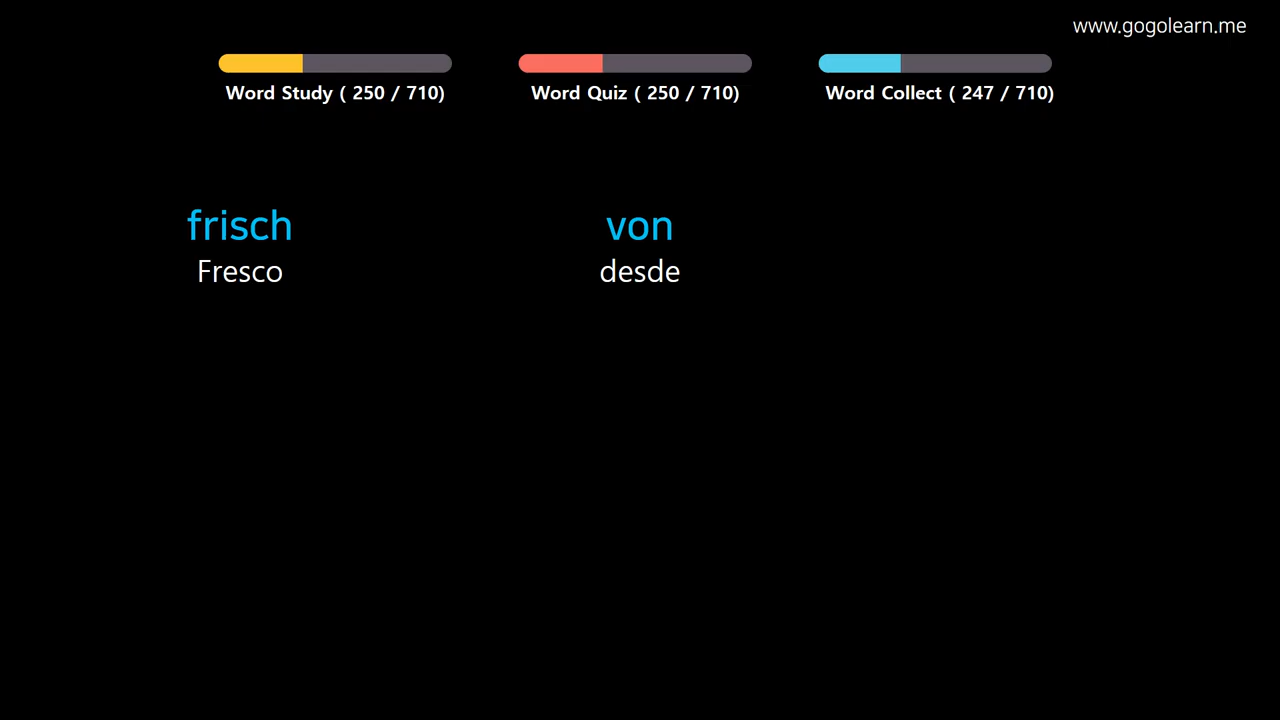 www.gogolearn.me
Word Study ( 250 / 710)
Word Quiz ( 250 / 710)
Word Collect ( 247 / 710)
frisch
Fresco
von
desde